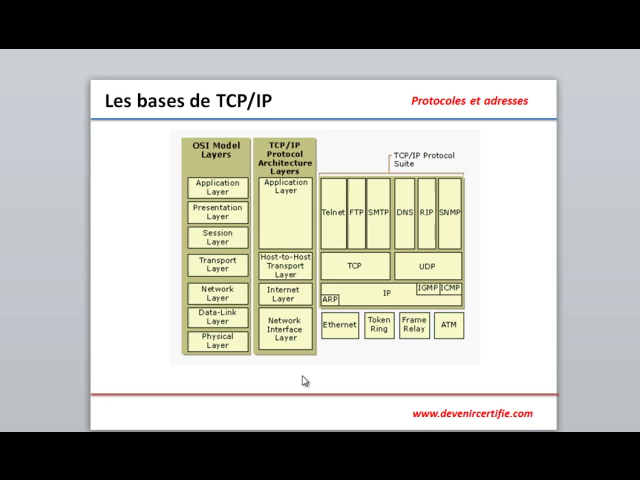 Les bases de TCP/IP
Protocoles et adresses
OSI Model
Layers
Application
Layer
Presentation
Layer
Session
Layer
Transport
Layer
Network
Layer
Data-Link
Layer
Physical
Layer
TCP/IP
Protocol
Architecture
Layers
Application
Layer
Host-to-Host
Transport
Layer
Internet
Layer
Network
Interface
Layer
TCP/IP Protocol
Suite
Telnet FTP SMTP DNS RIP SNMP
TCP UDP
IGMP ICMP
IP
ARP
Ethernet
Token
Ring
Frame
Relay
ATM
www.devenircertifie.com